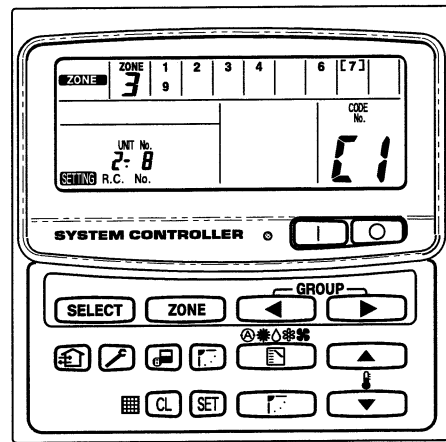 ZONE 1 2 3 4 6 [7]
ZONE 3 9
CODE
No.
UNIT No.
2-8
C1
SETTING R.C. No.
SYSTEM CONTROLLER
GROUP
SELECT ZONE
A
CL SET